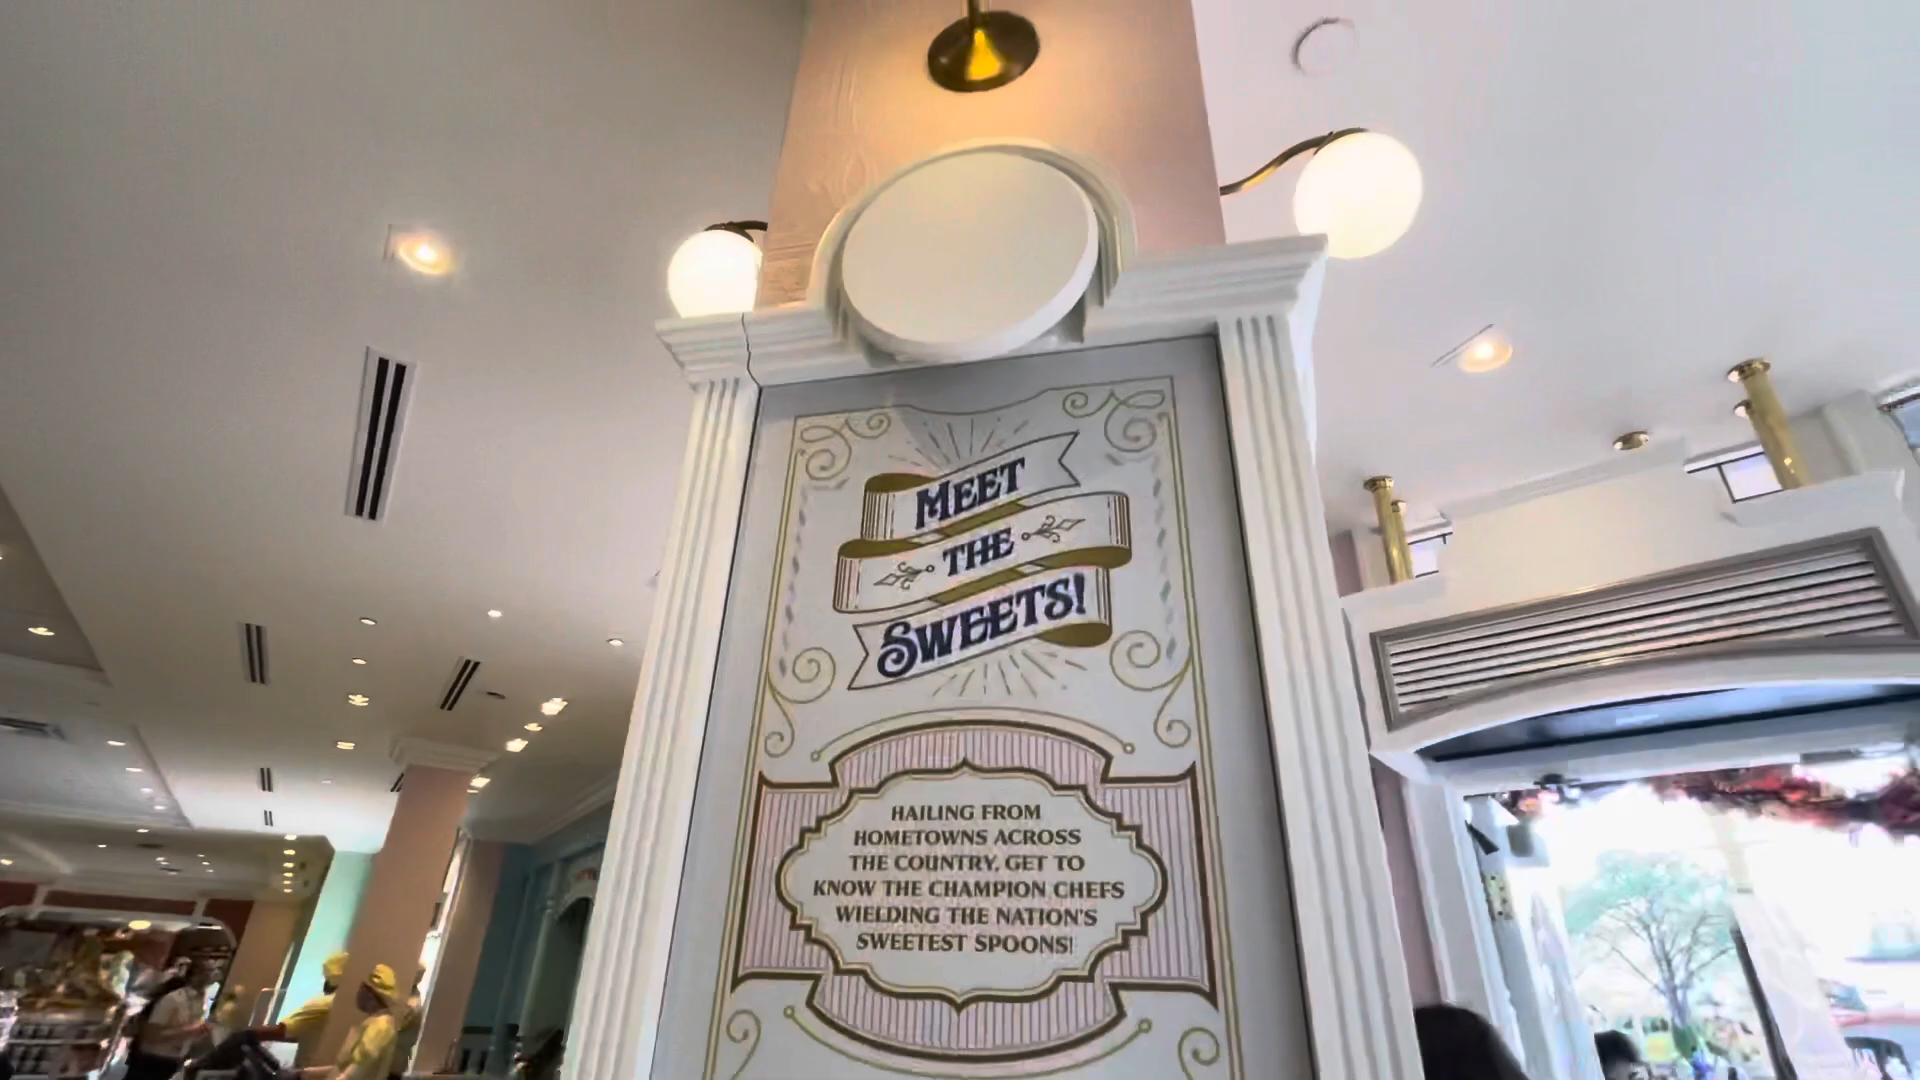 MEET
THE
SWEETS!
HAILING FROM
HOMETOWNS ACROSS
THE COUNTRY, GET TO
KNOW THE CHAMPION CHEFS
WIELDING THE NATION'S
SWEETEST SPOONS!